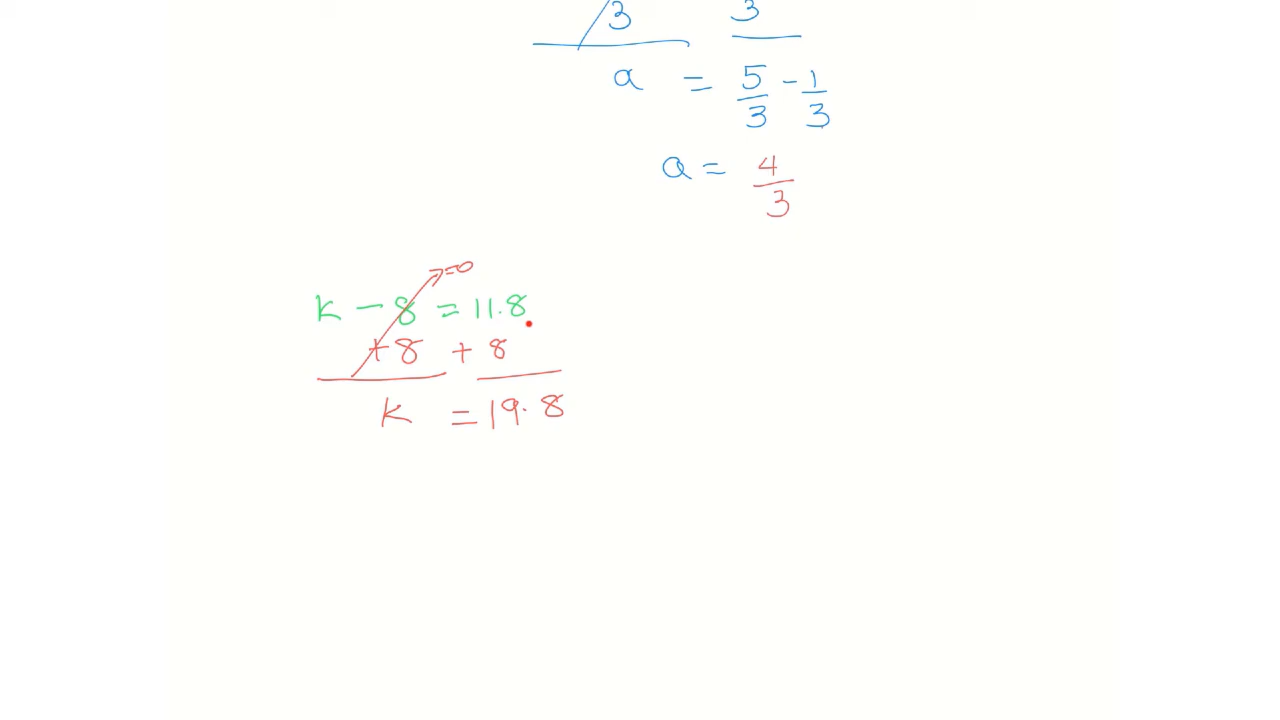 3 3
a = 5/3 - 1/3
a = 4/3
=0
k - 8 = 11.8
+8 + 8
k = 19.8